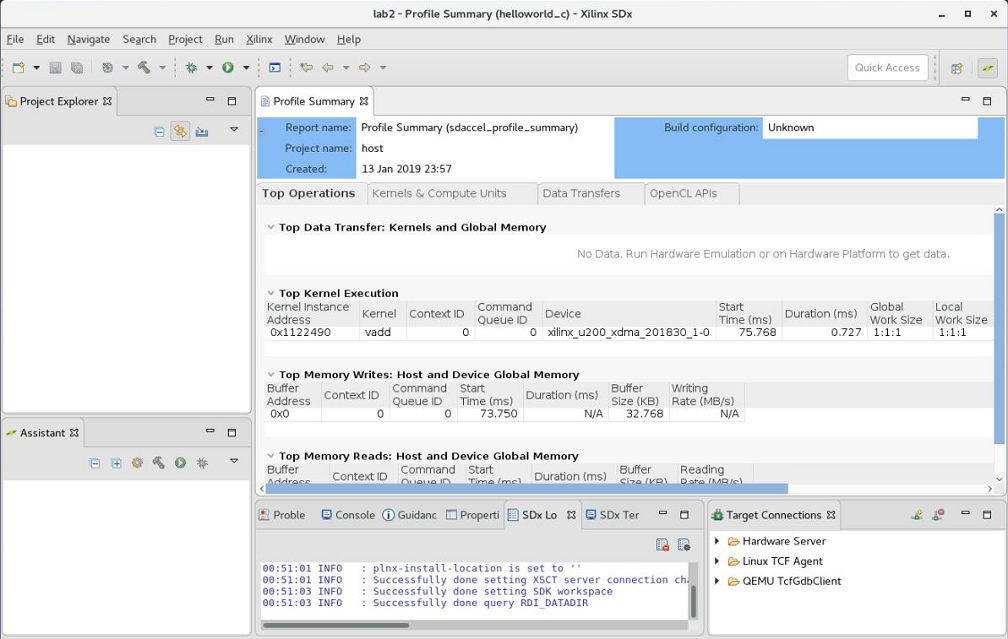 lab2 - Profile Summary (helloworld_c) - Xilinx SDx
File Edit Navigate Search Project Run Xilinx Window Help
Quick Access
Project Explorer
Profile Summary
Report name: Profile Summary (sdaccel_profile_summary)
Build configuration: Unknown
Project name: host
Created: 13 Jan 2019 23:57
Top Operations Kernels & Compute Units Data Transfers OpenCL APIs
Top Data Transfer: Kernels and Global Memory
No Data. Run Hardware Emulation or on Hardware Platform to get data.
Top Kernel Execution
Kernel Instance Address Kernel Context ID Command Queue ID Device Start Time (ms) Duration (ms) Global Work Size Local Work Size
0x1122490 vadd 0 0 xilinx_u200_xdma_201830_1-0 75.768 0.727 1:1:1 1:1:1
Top Memory Writes: Host and Device Global Memory
Buffer Address Context ID Command Queue ID Start Time (ms) Duration (ms) Buffer Size (KB) Writing Rate (MB/s)
0x0 0 0 73.750 N/A 32.768 N/A
Top Memory Reads: Host and Device Global Memory
Buffer Address Context ID Command Queue ID Start Time (ms) Duration (ms) Buffer Size (KB) Reading Rate (MB/s)
Assistant
Proble Console Guidanc Properti SDx Lo SDx Ter
00:51:01 INFO : plnx-install-location is set to ''
00:51:01 INFO : Successfully done setting XSCT server connection cha
00:51:03 INFO : Successfully done setting SDK workspace
00:51:03 INFO : Successfully done query RDI_DATADIR
Target Connections
Hardware Server
Linux TCF Agent
QEMU TcfGdbClient